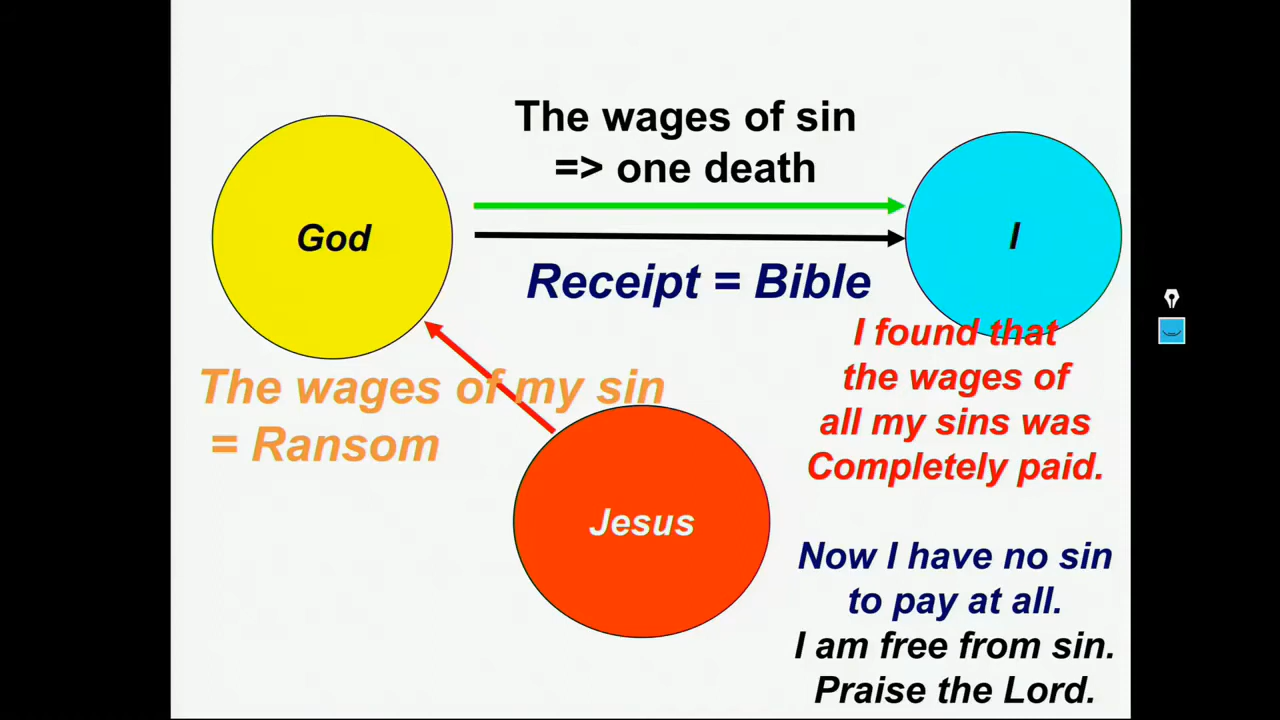 The wages of sin
=> one death
God
I
Receipt = Bible
I found that
the wages of
all my sins was
Completely paid.
The wages of my sin
= Ransom
Jesus
Now I have no sin
to pay at all.
I am free from sin.
Praise the Lord.